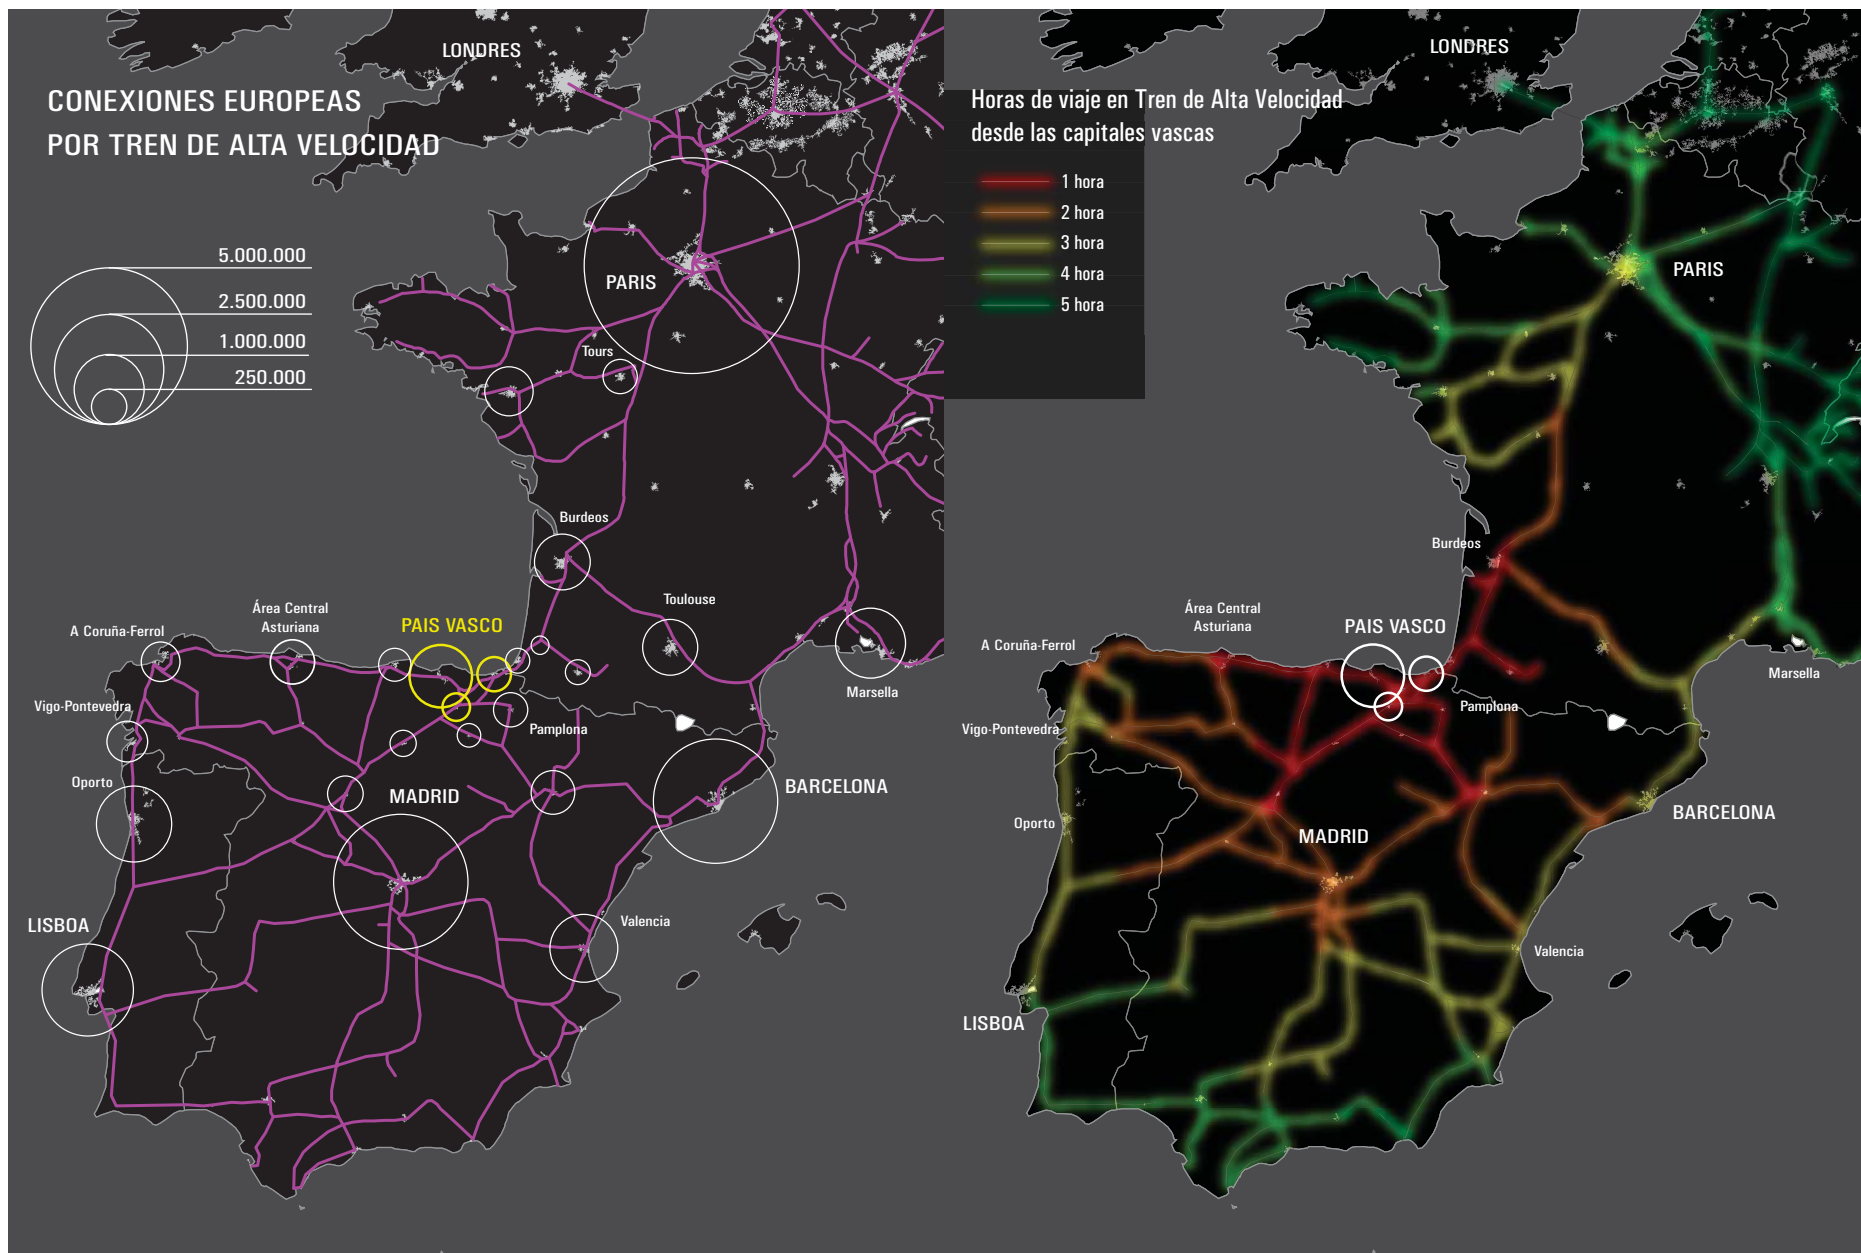 LONDRES
CONEXIONES EUROPEAS
POR TREN DE ALTA VELOCIDAD
5.000.000
2.500.000
1.000.000
250.000
PARIS
Tours
Burdeos
Toulouse
Área Central
Asturiana
A Coruña-Ferrol
PAIS VASCO
Marsella
Vigo-Pontevedra
Pamplona
Oporto
MADRID
BARCELONA
LISBOA
Valencia
LONDRES
Horas de viaje en Tren de Alta Velocidad
desde las capitales vascas
1 hora
2 hora
3 hora
4 hora
5 hora
PARIS
Burdeos
Área Central
Asturiana
A Coruña-Ferrol
PAIS VASCO
Marsella
Vigo-Pontevedra
Pamplona
Oporto
MADRID
BARCELONA
Valencia
LISBOA